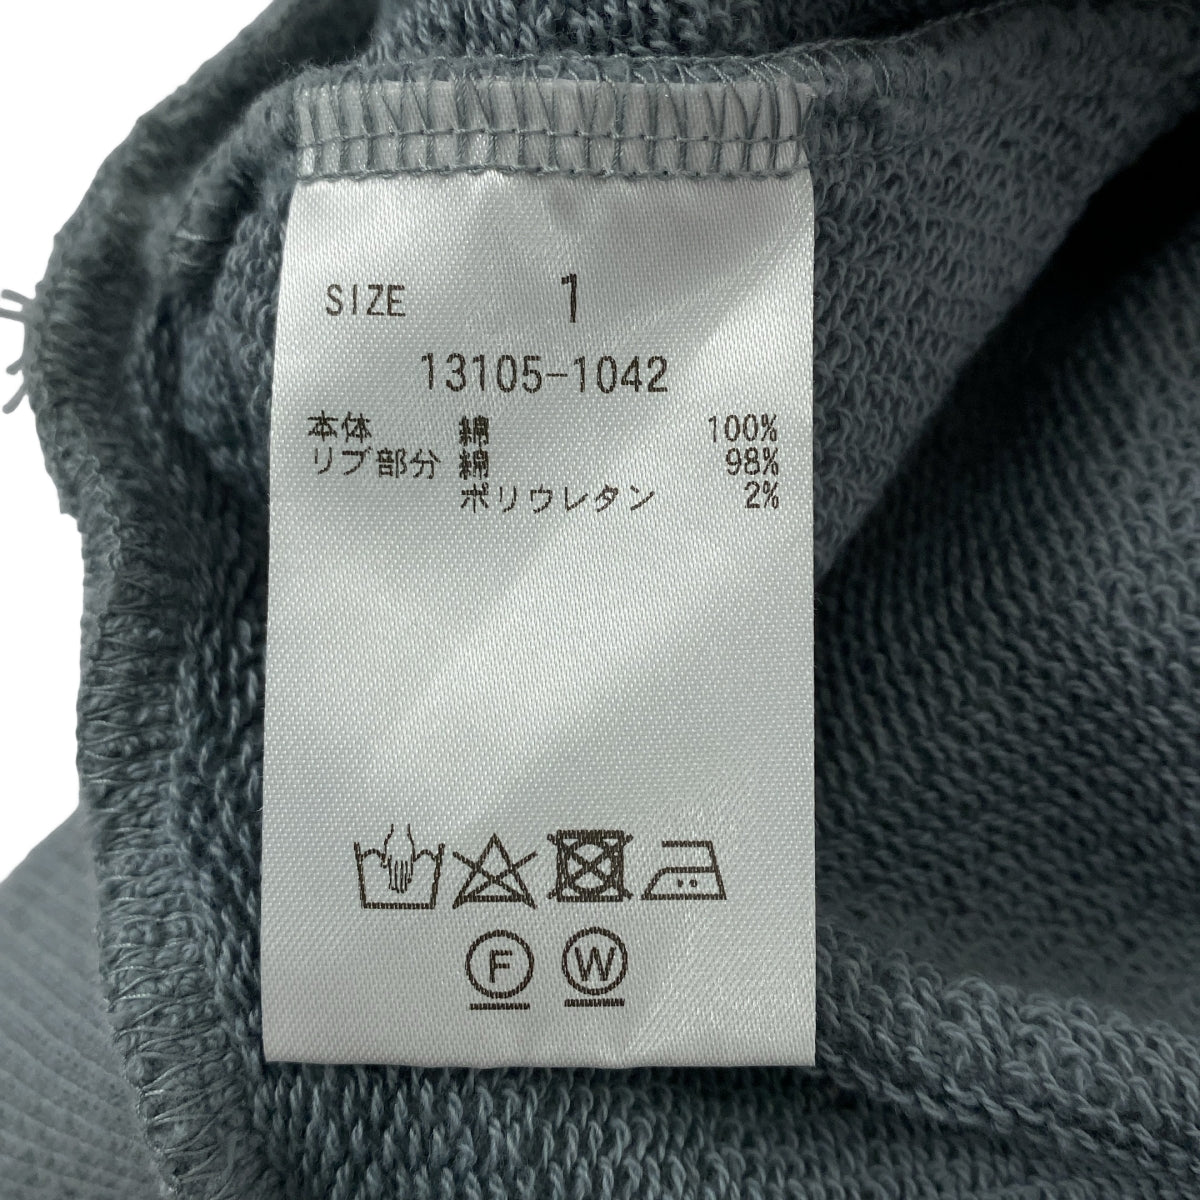 SIZE 1
13105-1042
本体 綿 100%
リブ部分 綿 98%
ポリウレタン 2%
F W